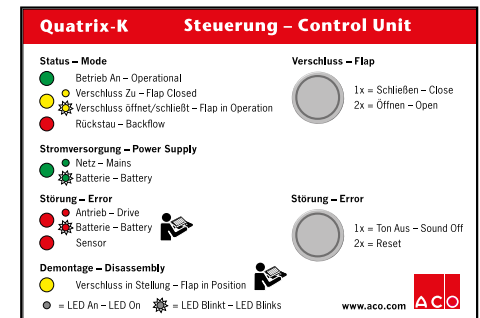 Quatrix-K Steuerung – Control Unit
Status – Mode
Betrieb An – Operational
Verschluss Zu – Flap Closed
Verschluss öffnet/schließt – Flap in Operation
Rückstau – Backflow
Verschluss – Flap
1x = Schließen – Close
2x = Öffnen – Open
Stromversorgung – Power Supply
Netz – Mains
Batterie – Battery
Störung – Error
Antrieb – Drive
Batterie – Battery
Sensor
Störung – Error
1x = Ton Aus – Sound Off
2x = Reset
Demontage – Disassembly
Verschluss in Stellung – Flap in Position
= LED An – LED On = LED Blinkt – LED Blinks
www.aco.com ACO